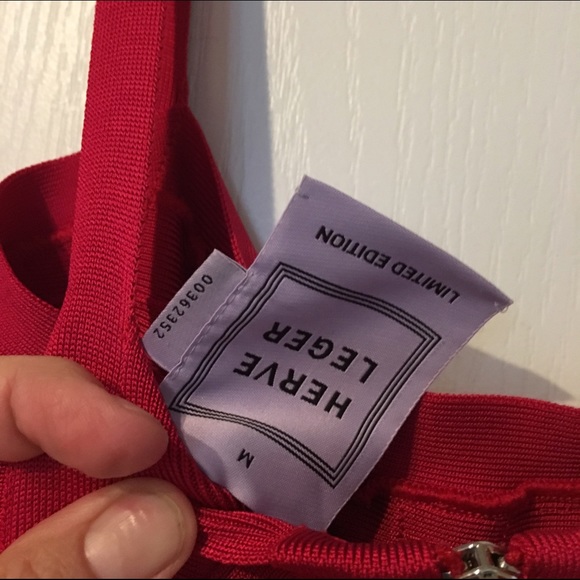 LIMITED EDITION
HERVE
LEGER
M
00362352